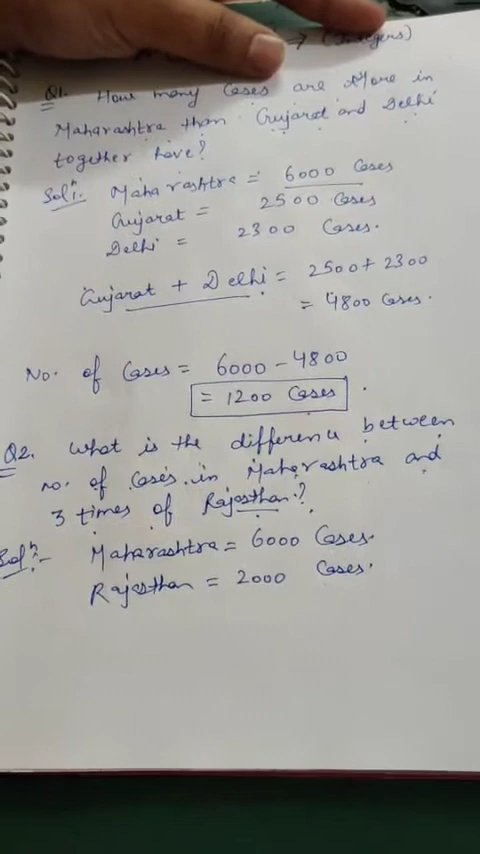 → (Integers)
Q1. How many Cases are More in
Maharashtra than Gujarat and Delhi
together have?
Solⁿ:. Maharashtra = 6000 Cases
Gujarat = 2500 Cases
Delhi = 2300 Cases.
Gujarat + Delhi = 2500 + 2300
= 4800 Cases.
No. of Cases = 6000 - 4800
= 1200 Cases.
Q2. What is the difference between
no. of Cases in Maharashtra and
3 times of Rajasthan?
Solⁿ:- Maharashtra = 6000 Cases.
Rajasthan = 2000 Cases.